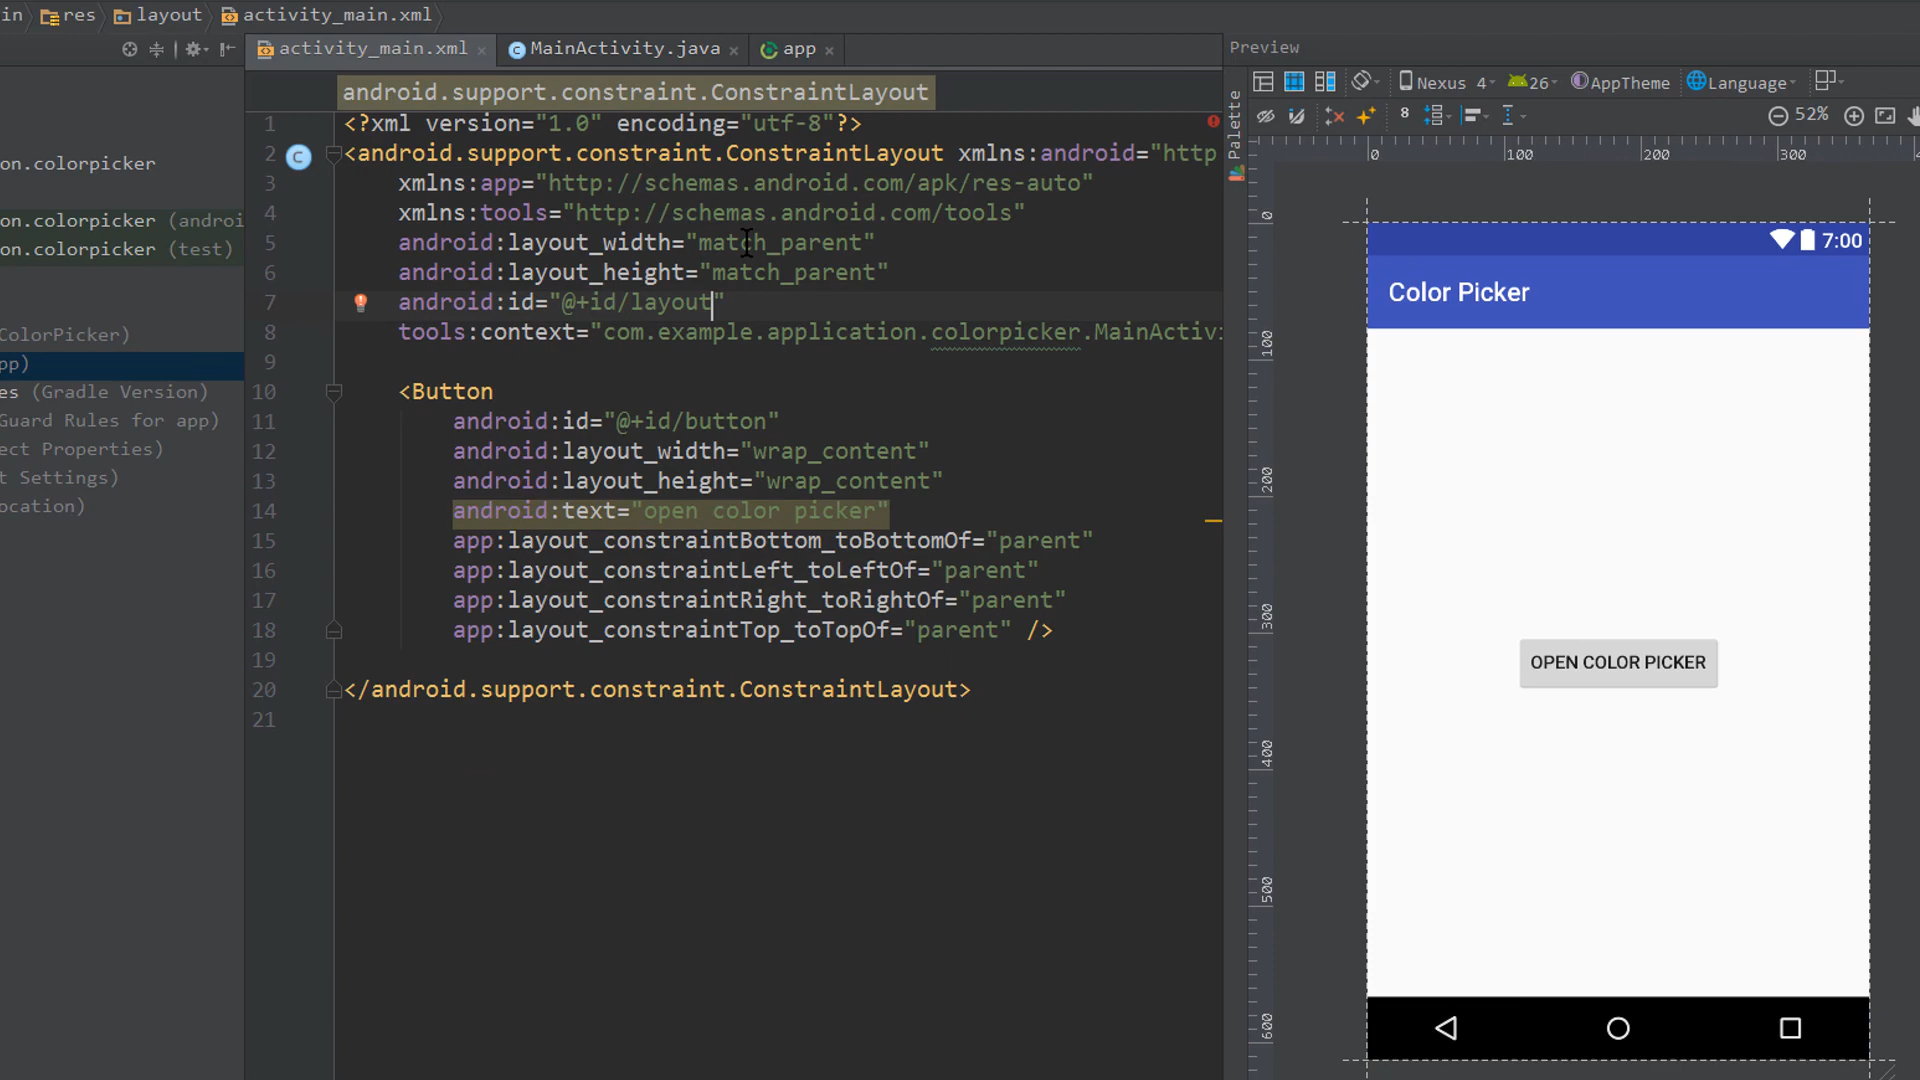 in res layout activity_main.xml
activity_main.xml MainActivity.java app
Preview
android.support.constraint.ConstraintLayout
Nexus 4 26 AppTheme Language
8 52%
Palette
1 <?xml version="1.0" encoding="utf-8"?>
2 <android.support.constraint.ConstraintLayout xmlns:android="http
3 xmlns:app="http://schemas.android.com/apk/res-auto"
4 xmlns:tools="http://schemas.android.com/tools"
5 android:layout_width="match_parent"
6 android:layout_height="match_parent"
7 android:id="@+id/layout"
8 tools:context="com.example.application.colorpicker.MainActivi
9
10 <Button
11 android:id="@+id/button"
12 android:layout_width="wrap_content"
13 android:layout_height="wrap_content"
14 android:text="open color picker"
15 app:layout_constraintBottom_toBottomOf="parent"
16 app:layout_constraintLeft_toLeftOf="parent"
17 app:layout_constraintRight_toRightOf="parent"
18 app:layout_constraintTop_toTopOf="parent" />
19
20 </android.support.constraint.ConstraintLayout>
21
on.colorpicker
on.colorpicker (androi
on.colorpicker (test)
ColorPicker)
pp)
es (Gradle Version)
Guard Rules for app)
ect Properties)
t Settings)
ocation)
0 100 200 300
0
100
200
300
400
500
600
7:00
Color Picker
OPEN COLOR PICKER